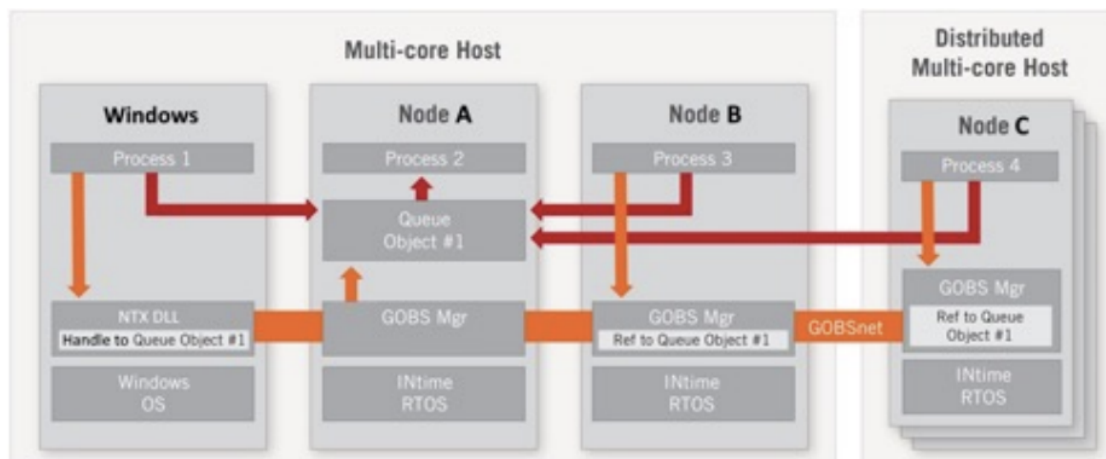 Multi-core Host
Distributed
Multi-core Host
Windows
Process 1
NTX DLL
Handle to Queue Object #1
Windows
OS
Node A
Process 2
Queue
Object #1
GOBS Mgr
INtime
RTOS
Node B
Process 3
GOBS Mgr
Ref to Queue Object #1
INtime
RTOS
GOBSnet
Node C
Process 4
GOBS Mgr
Ref to Queue
Object #1
INtime
RTOS